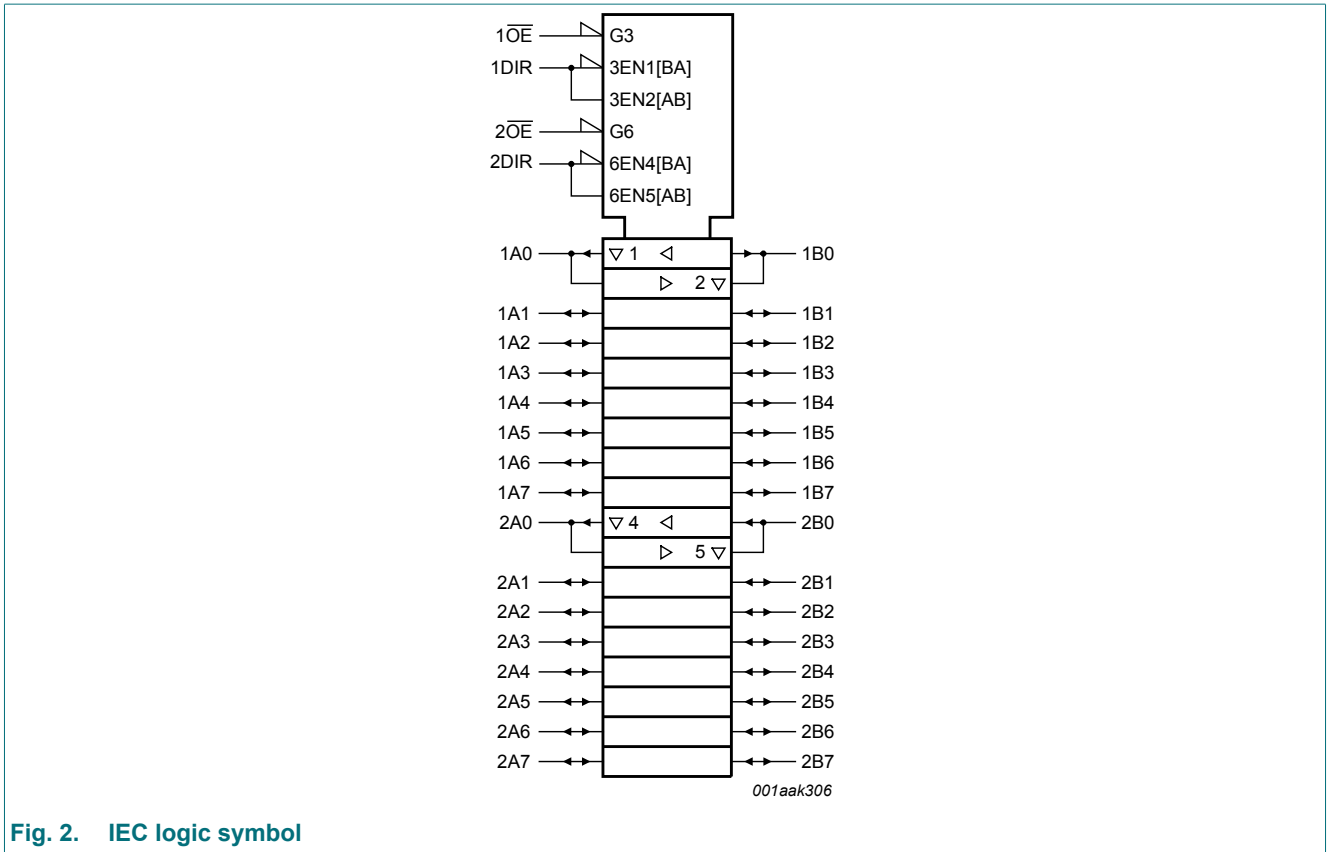 1O̅E̅ G3
1DIR 3EN1[BA]
3EN2[AB]
2O̅E̅ G6
2DIR 6EN4[BA]
6EN5[AB]
1A0 1 1B0
2
1A1 1B1
1A2 1B2
1A3 1B3
1A4 1B4
1A5 1B5
1A6 1B6
1A7 1B7
2A0 4 2B0
5
2A1 2B1
2A2 2B2
2A3 2B3
2A4 2B4
2A5 2B5
2A6 2B6
2A7 2B7
001aak306
Fig. 2. IEC logic symbol